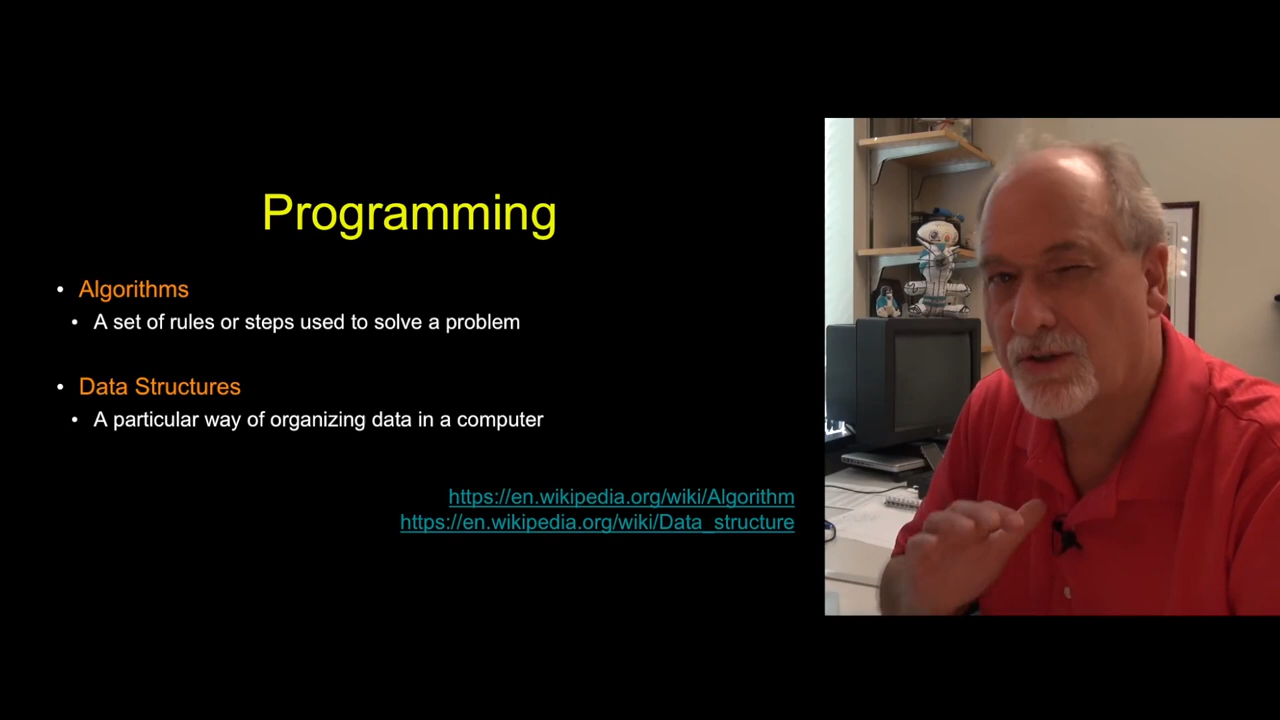 Programming
• Algorithms
• A set of rules or steps used to solve a problem
• Data Structures
• A particular way of organizing data in a computer
https://en.wikipedia.org/wiki/Algorithm
https://en.wikipedia.org/wiki/Data_structure